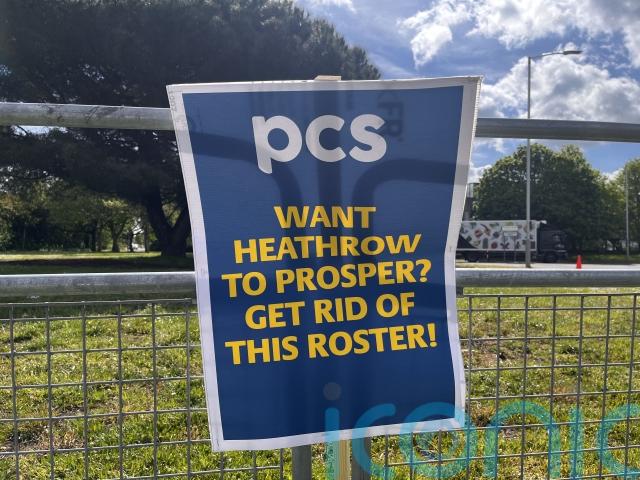 pcs
WANT
HEATHROW
TO PROSPER?
GET RID OF
THIS ROSTER!
iconic